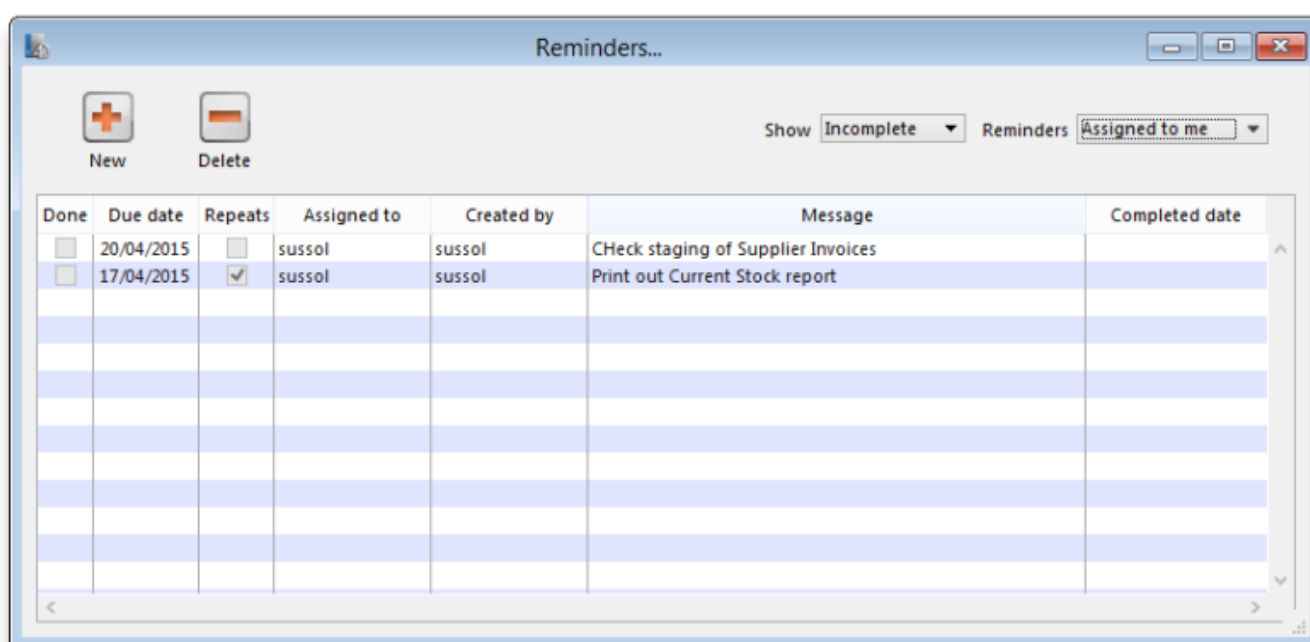 Reminders...
New Delete Show Incomplete Reminders Assigned to me
Done Due date Repeats Assigned to Created by Message Completed date
20/04/2015 sussol sussol CHeck staging of Supplier Invoices
17/04/2015 sussol sussol Print out Current Stock report